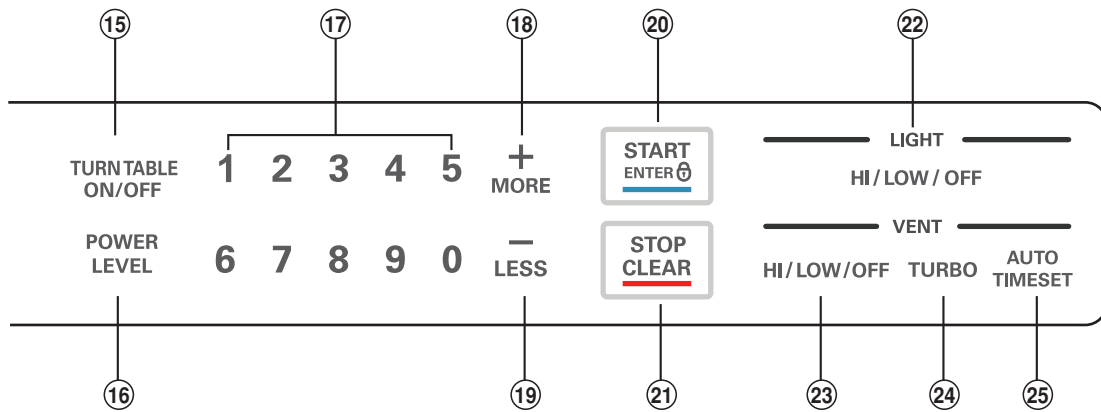 15 17 18 20 22
TURNTABLE
ON/OFF
1 2 3 4 5
+
MORE
START
ENTER
LIGHT
HI/LOW/OFF
POWER
LEVEL
6 7 8 9 0
−
LESS
STOP
CLEAR
VENT
HI/LOW/OFF
TURBO
AUTO
TIMESET
16 19 21 23 24 25